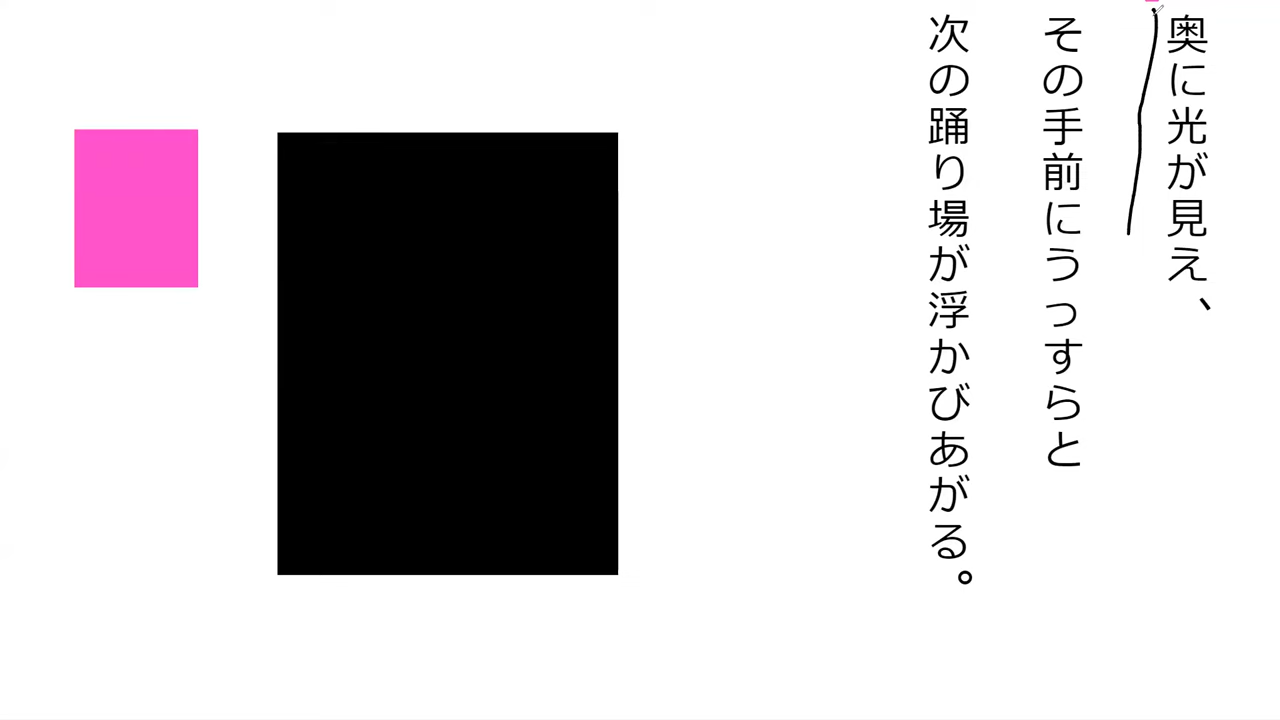 奥に光が見え、
その手前にうっすらと
次の踊り場が浮かびあがる。